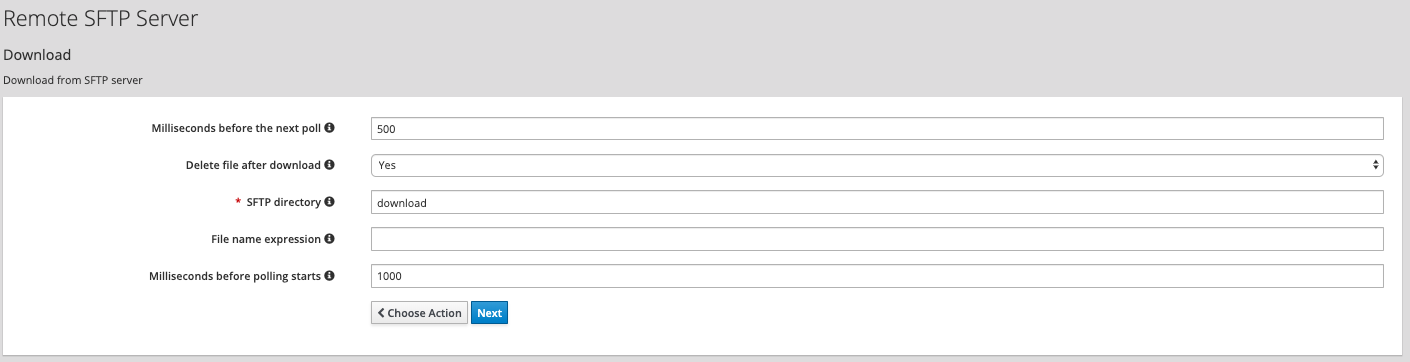 Remote SFTP Server
Download
Download from SFTP server
Milliseconds before the next poll 500
Delete file after download Yes
* SFTP directory download
File name expression
Milliseconds before polling starts 1000
Choose Action Next